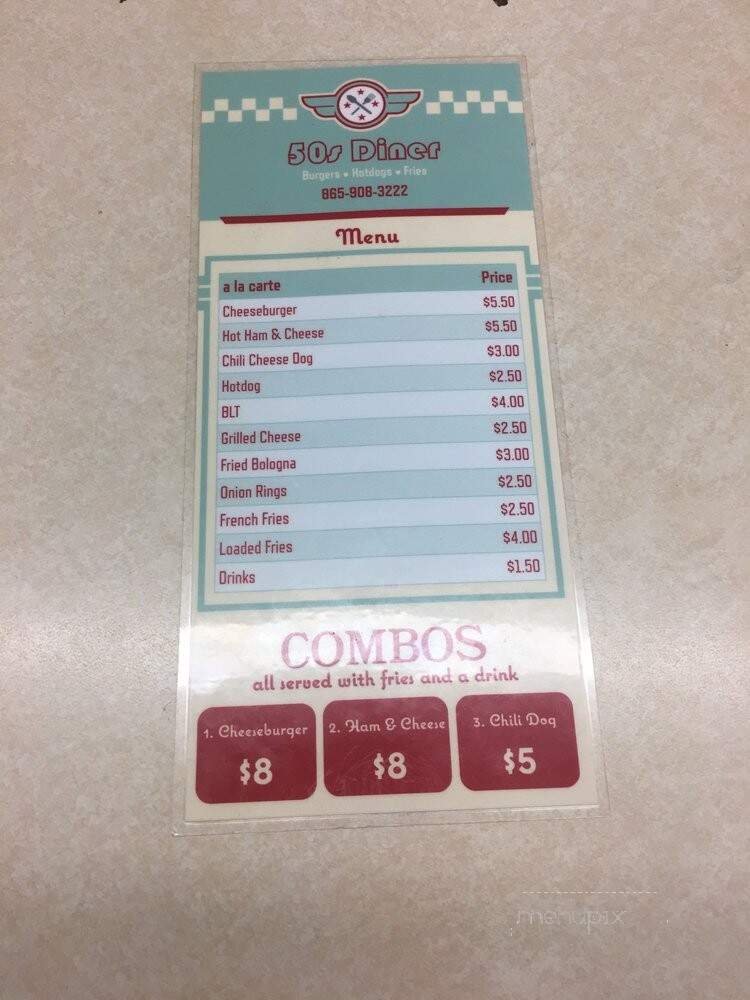 50s Diner
Burgers • Hotdogs • Fries
865-908-3222
Menu
a la carte Price
Cheeseburger $5.50
Hot Ham & Cheese $5.50
Chili Cheese Dog $3.00
Hotdog $2.50
BLT $4.00
Grilled Cheese $2.50
Fried Bologna $3.00
Onion Rings $2.50
French Fries $2.50
Loaded Fries $4.00
Drinks $1.50
COMBOS
all served with fries and a drink
1. Cheeseburger 2. Ham & Cheese 3. Chili Dog
$8 $8 $5
menupix